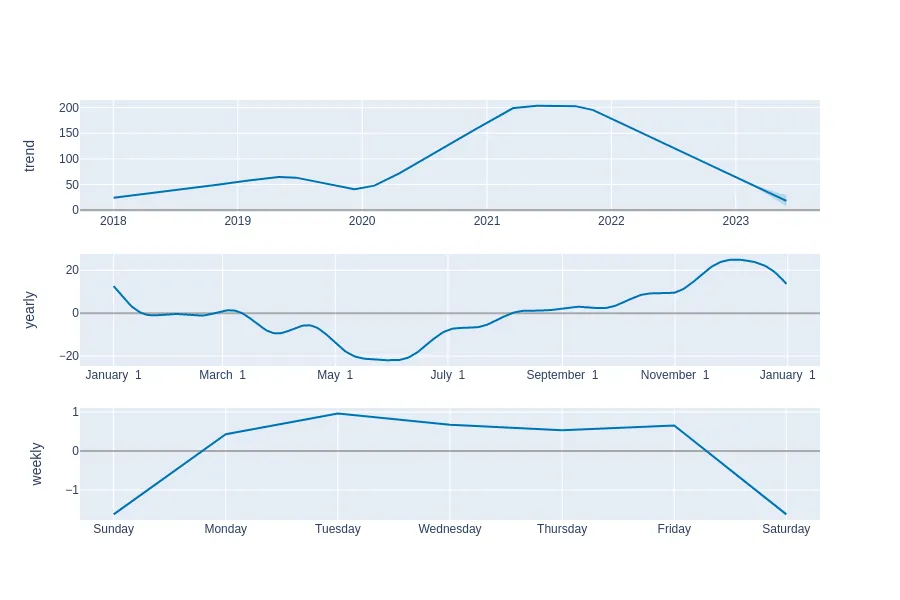 trend
200
150
100
50
0
2018 2019 2020 2021 2022 2023
yearly
20
0
−20
January 1 March 1 May 1 July 1 September 1 November 1 January 1
weekly
1
0
−1
Sunday Monday Tuesday Wednesday Thursday Friday Saturday